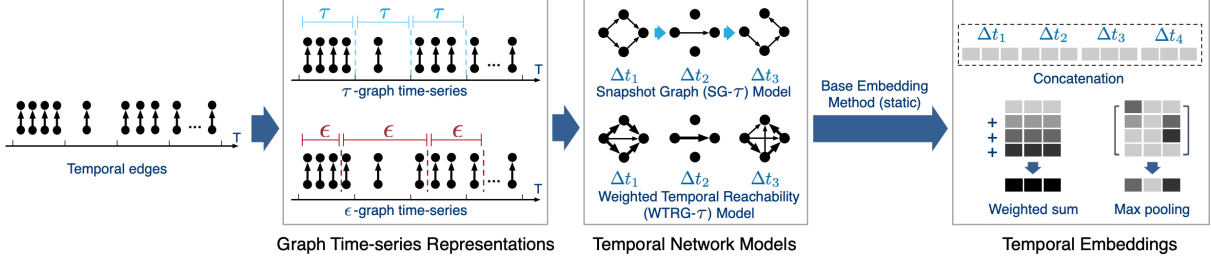 T
Temporal edges
τ τ τ
... T
τ-graph time-series
ϵ ϵ ϵ
... T
ϵ-graph time-series
Graph Time-series Representations
Δt1 Δt2 Δt3
Snapshot Graph (SG-τ) Model
Δt1 Δt2 Δt3
Weighted Temporal Reachability
(WTRG-τ) Model
Temporal Network Models
Base Embedding
Method (static)
Δt1 Δt2 Δt3 Δt4
Concatenation
+
+
+
Weighted sum Max pooling
Temporal Embeddings